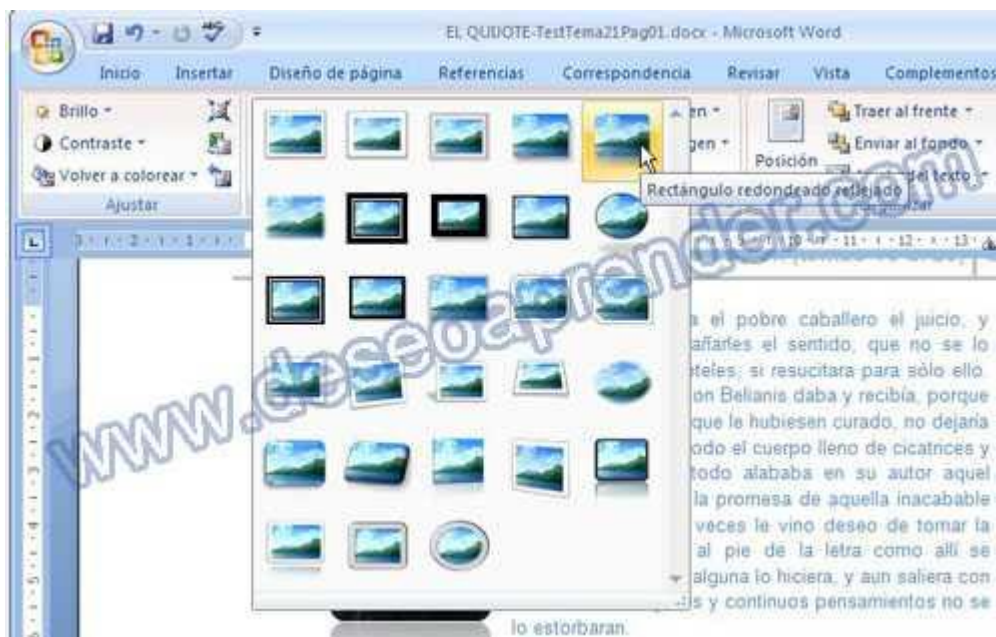 EL QUIJOTE-TestTema21Pag01.docx - Microsoft Word
Inicio Insertar Diseño de página Referencias Correspondencia Revisar Vista Complementos
Brillo
Contraste
Volver a colorear
Ajustar
en
gen
Posición
Traer al frente
Enviar al fondo
del texto
Rectángulo redondeado reflejado
www.deseoaprender.com
a el pobre caballero el juicio, y
añarles el sentido, que no se lo
teles, si resucitara para sólo ello.
on Belianis daba y recibía, porque
que le hubiesen curado, no dejaría
odo el cuerpo lleno de cicatrices y
todo alababa en su autor aquel
la promesa de aquella inacabable
veces le vino deseo de tomar la
al pie de la letra como allí se
alguna lo hiciera, y aun saliera con
s y continuos pensamientos no se
lo estorbaran.